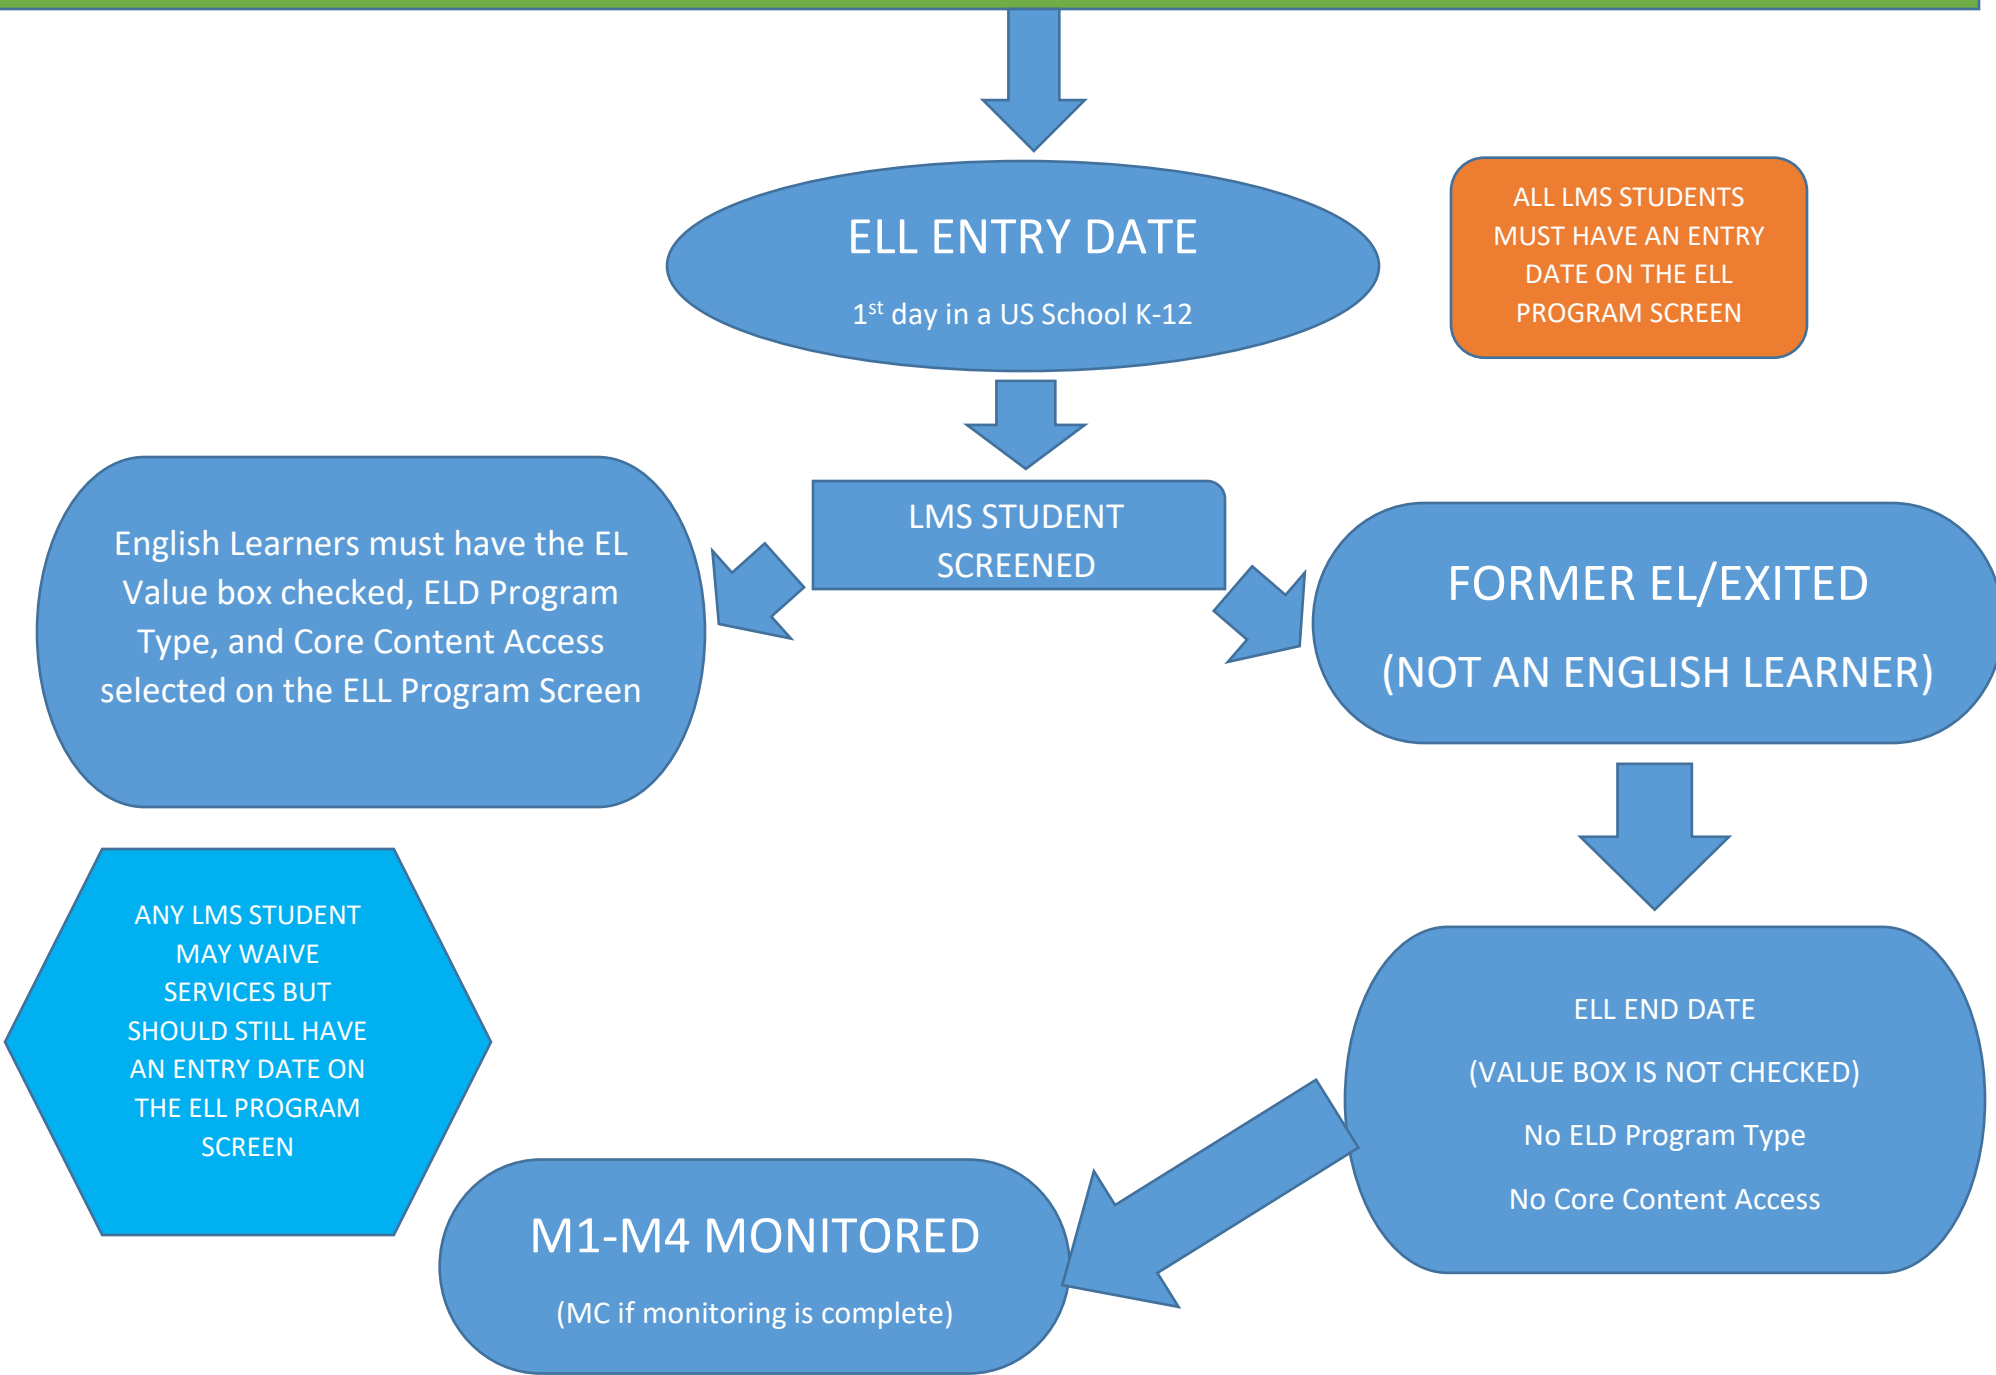 ELL ENTRY DATE
1st day in a US School K-12
ALL LMS STUDENTS
MUST HAVE AN ENTRY
DATE ON THE ELL
PROGRAM SCREEN
LMS STUDENT
SCREENED
English Learners must have the EL
Value box checked, ELD Program
Type, and Core Content Access
selected on the ELL Program Screen
FORMER EL/EXITED
(NOT AN ENGLISH LEARNER)
ANY LMS STUDENT
MAY WAIVE
SERVICES BUT
SHOULD STILL HAVE
AN ENTRY DATE ON
THE ELL PROGRAM
SCREEN
ELL END DATE
(VALUE BOX IS NOT CHECKED)
No ELD Program Type
No Core Content Access
M1-M4 MONITORED
(MC if monitoring is complete)